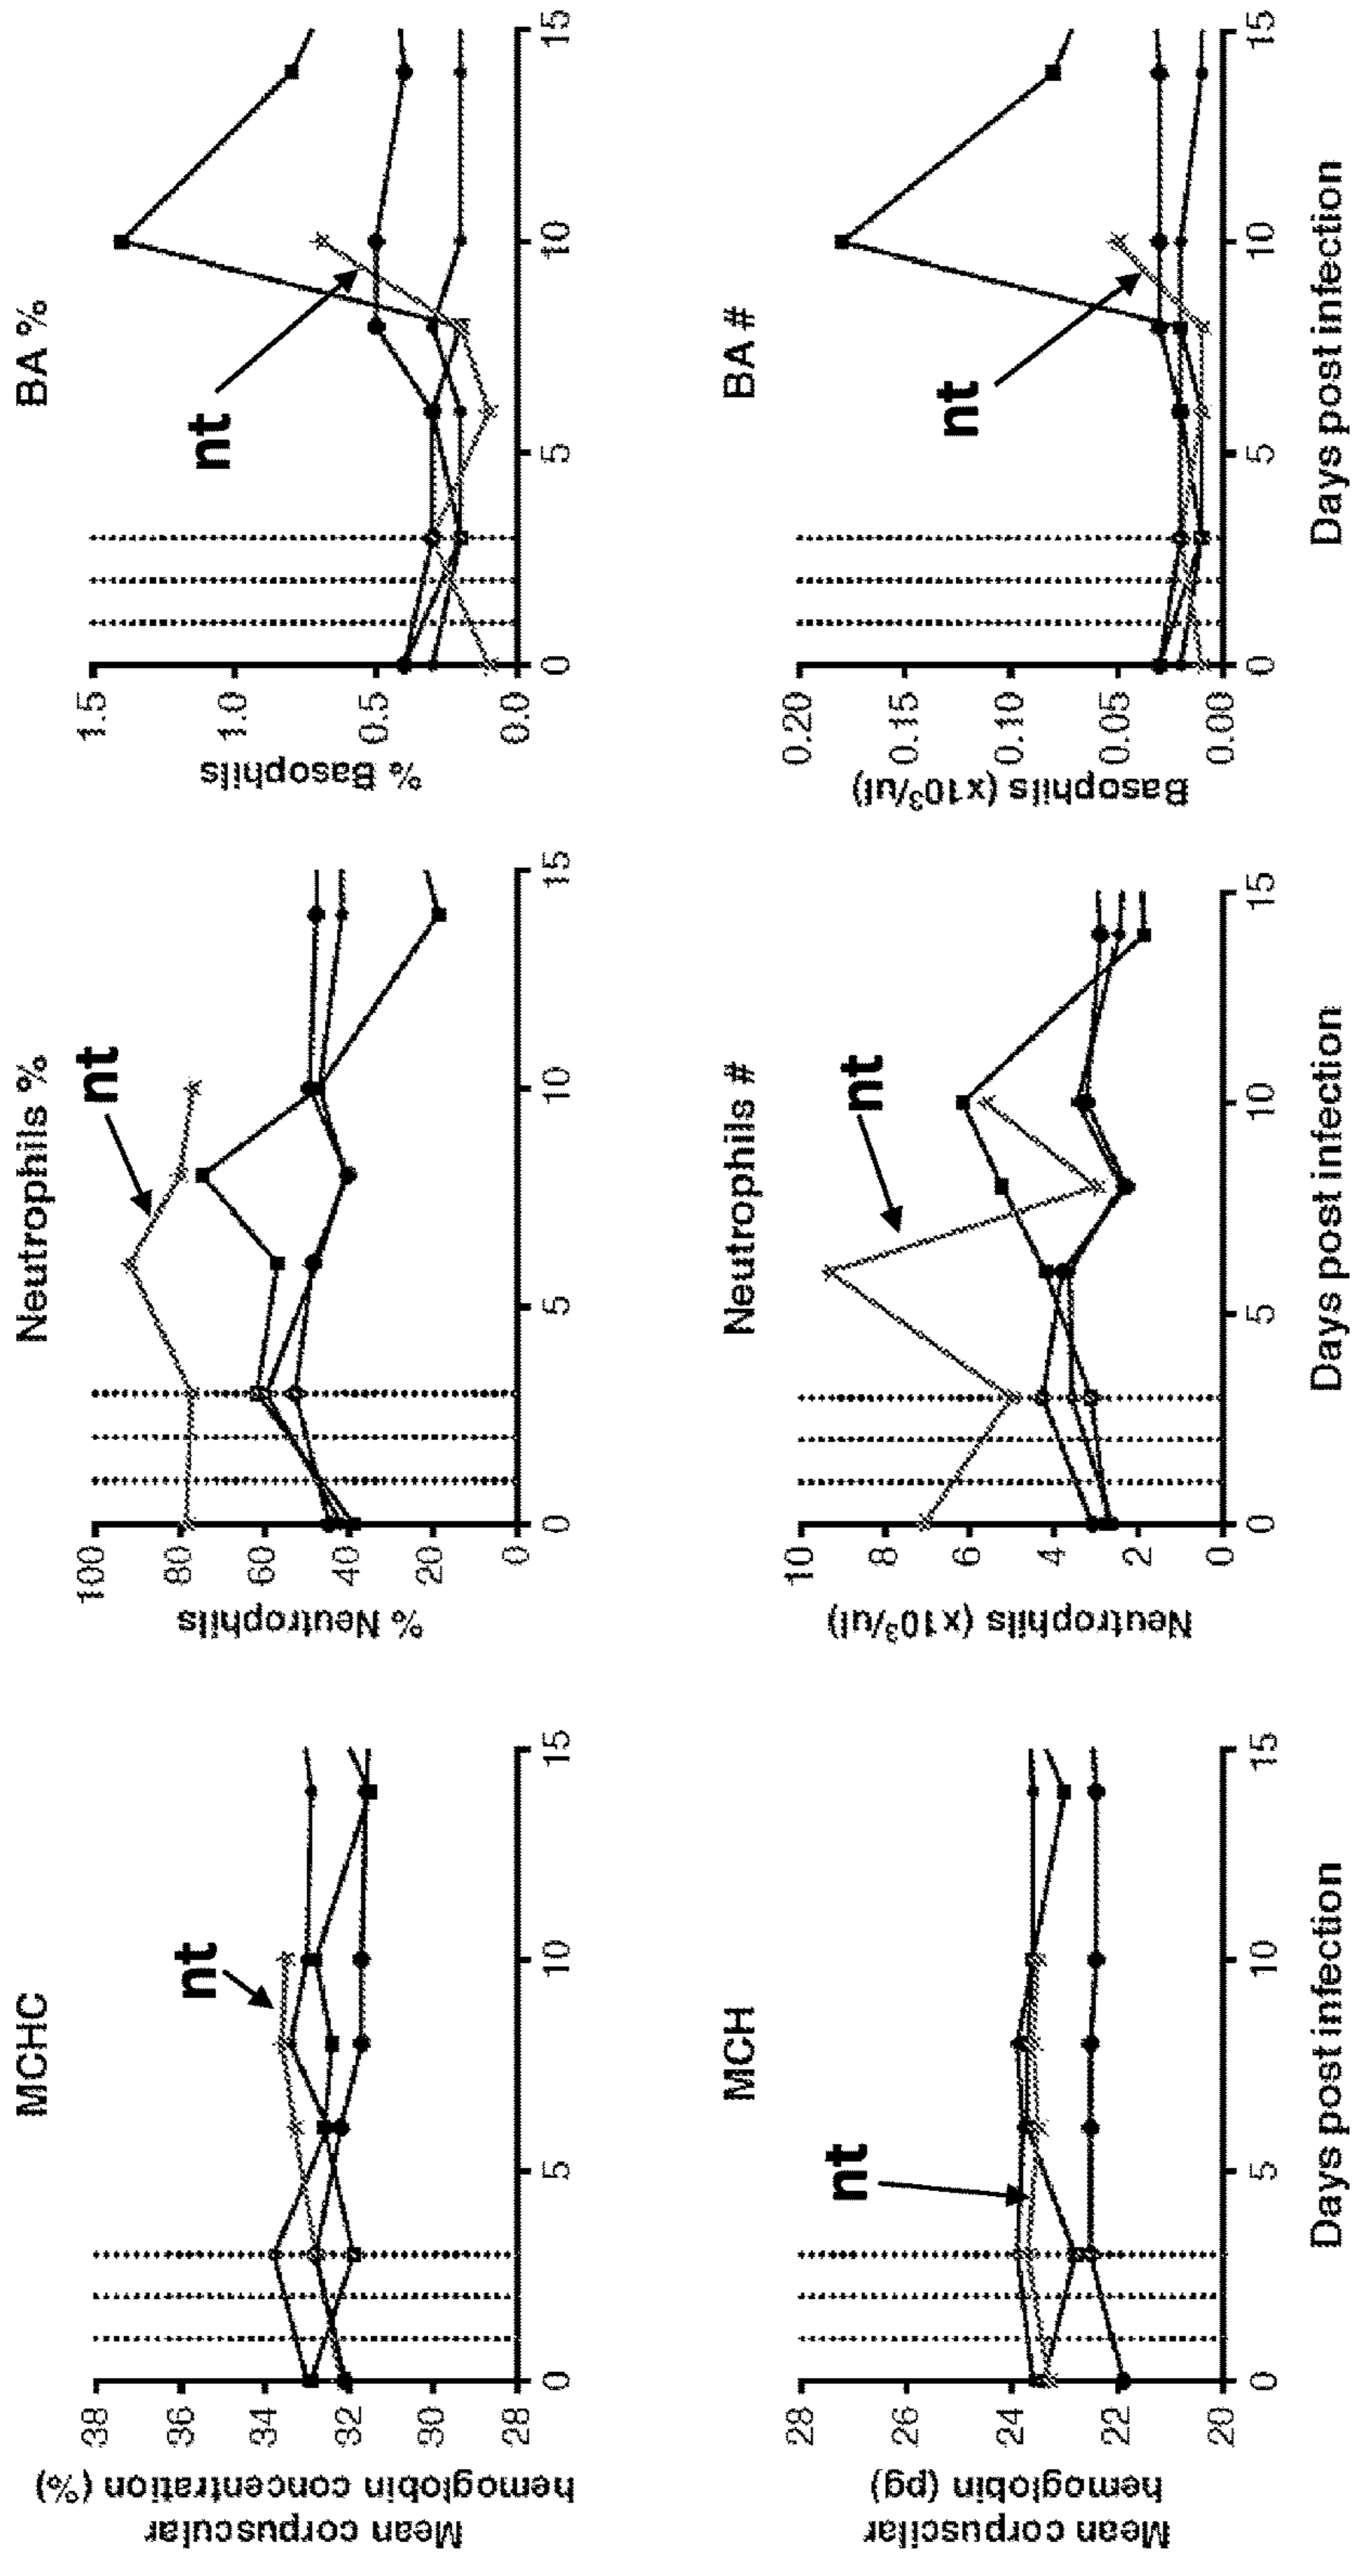 MCHC
Mean corpuscular
hemoglobin concentration (%)
38
36
34
32
30
28
nt
0 5 10 15
Neutrophils %
% Neutrophils
100
80
60
40
20
0
nt
0 5 10 15
BA %
% Basophils
1.5
1.0
0.5
0.0
nt
0 5 10 15
MCH
Mean corpuscilar
hemoglobin (pg)
28
26
24
22
20
nt
0 5 10 15
Days post infection
Neutrophils #
Neutrophils (x10³/ul)
10
8
6
4
2
0
nt
0 5 10 15
Days post infection
BA #
Basophils (x10³/ul)
0.20
0.15
0.10
0.05
0.00
nt
0 5 10 15
Days post infection